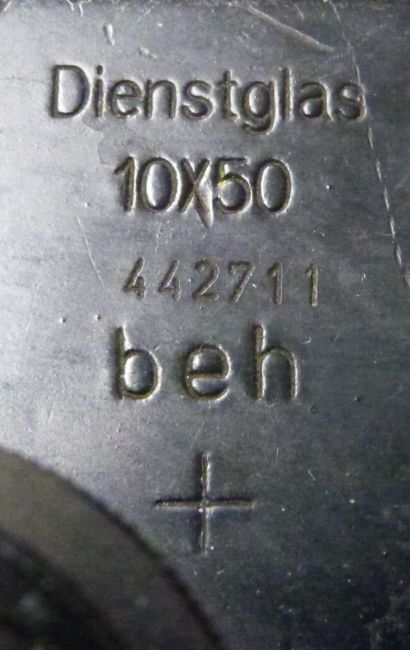 Dienstglas
10X50
442711
beh
+